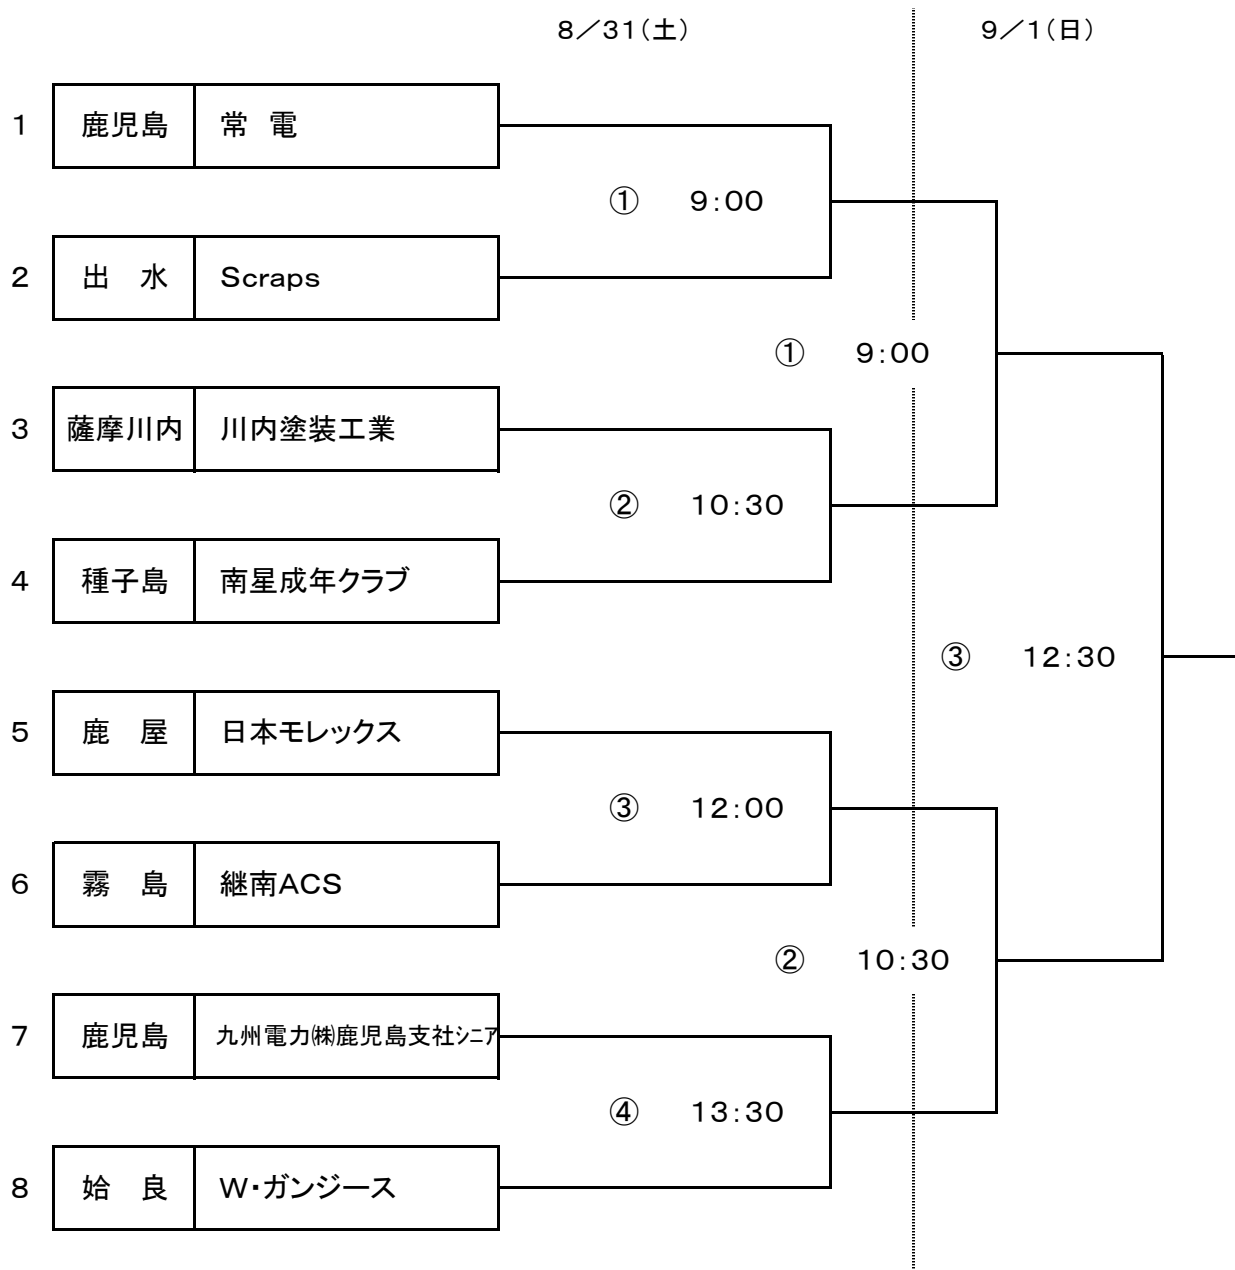 8／31(土)　9／1(日)
1 鹿児島 常 電
① 9:00
2 出 水 Scraps
① 9:00
3 薩摩川内 川内塗装工業
② 10:30
4 種子島 南星成年クラブ
③ 12:30
5 鹿 屋 日本モレックス
③ 12:00
6 霧 島 継南ACS
② 10:30
7 鹿児島 九州電力㈱鹿児島支社ｼﾆｱ
④ 13:30
8 姶 良 W・ガンジース